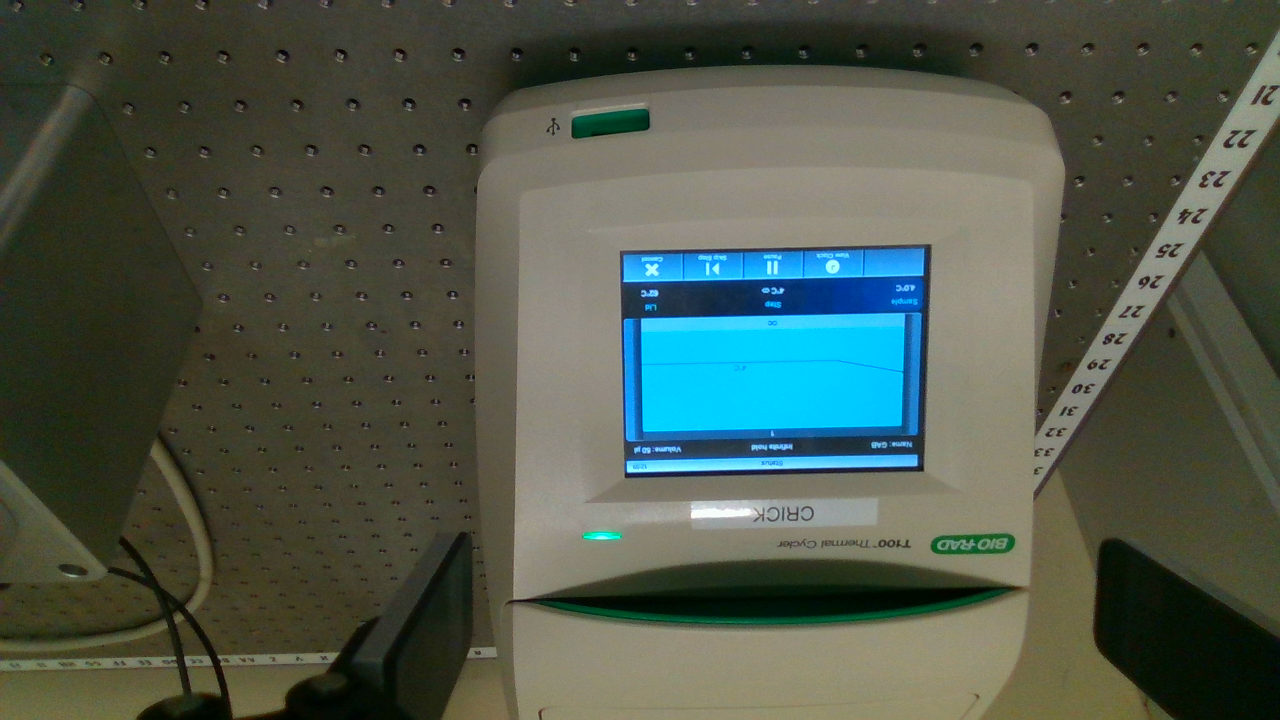 BIO-RAD T100™ Thermal Cycler
CRICK
Status 12:09
Name: GAB Infinite hold Volume: 50 µl
1
4°C
∞
Sample Step Lid
4.0°C 4°C ∞ 62°C
View Clock Pause Skip Step Cancel
21
22
23
24
25
26
27
28
29
30
31
32
33